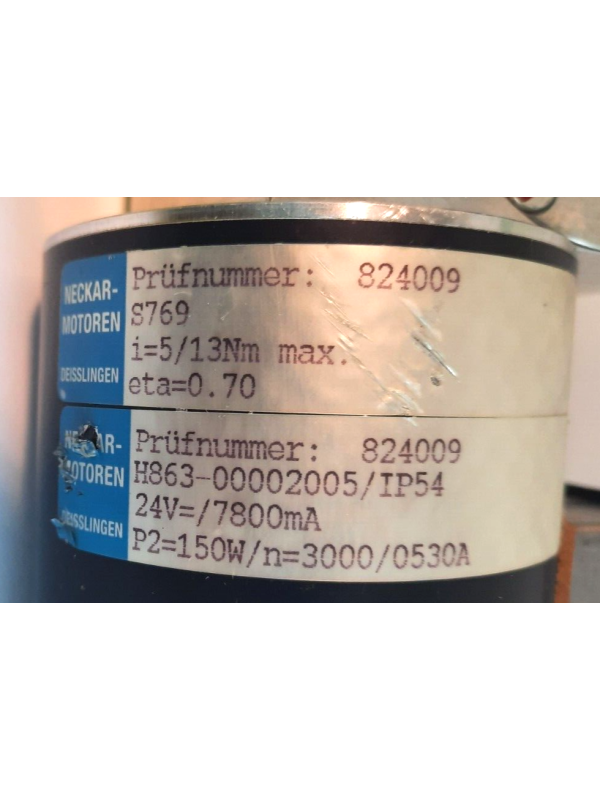 NECKAR-
MOTOREN
DEISSLINGEN
Prüfnummer: 824009
S769
i=5/13Nm max.
eta=0.70
NECKAR-
MOTOREN
DEISSLINGEN
Prüfnummer: 824009
H863-00002005/IP54
24V=/7800mA
P2=150W/n=3000/0530A